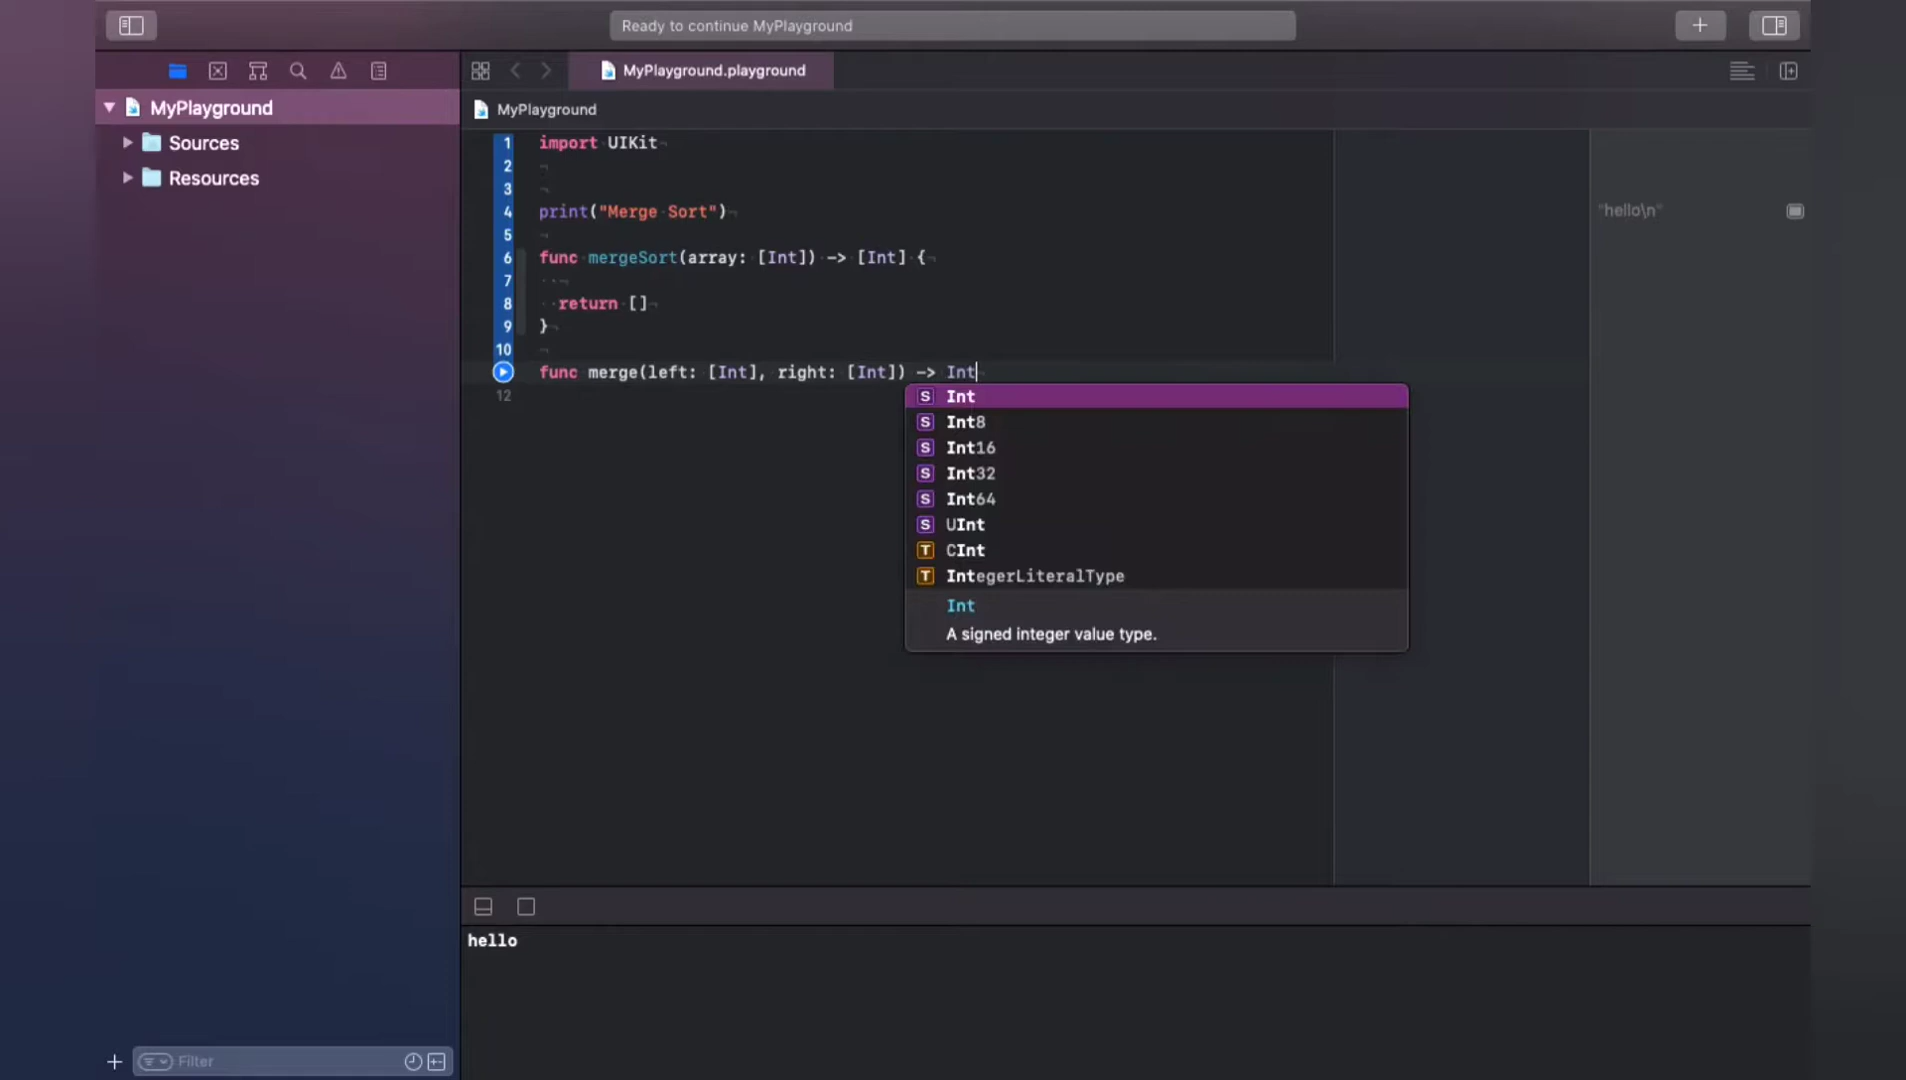 Ready to continue MyPlayground
MyPlayground.playground
MyPlayground
Sources
Resources
MyPlayground
1 import UIKit
2
3
4 print("Merge Sort")
"hello\n"
5
6 func mergeSort(array: [Int]) -> [Int] {
7
8 return []
9 }
10
func merge(left: [Int], right: [Int]) -> Int
12
S Int
S Int8
S Int16
S Int32
S Int64
S UInt
T CInt
T IntegerLiteralType
Int
A signed integer value type.
hello
Filter